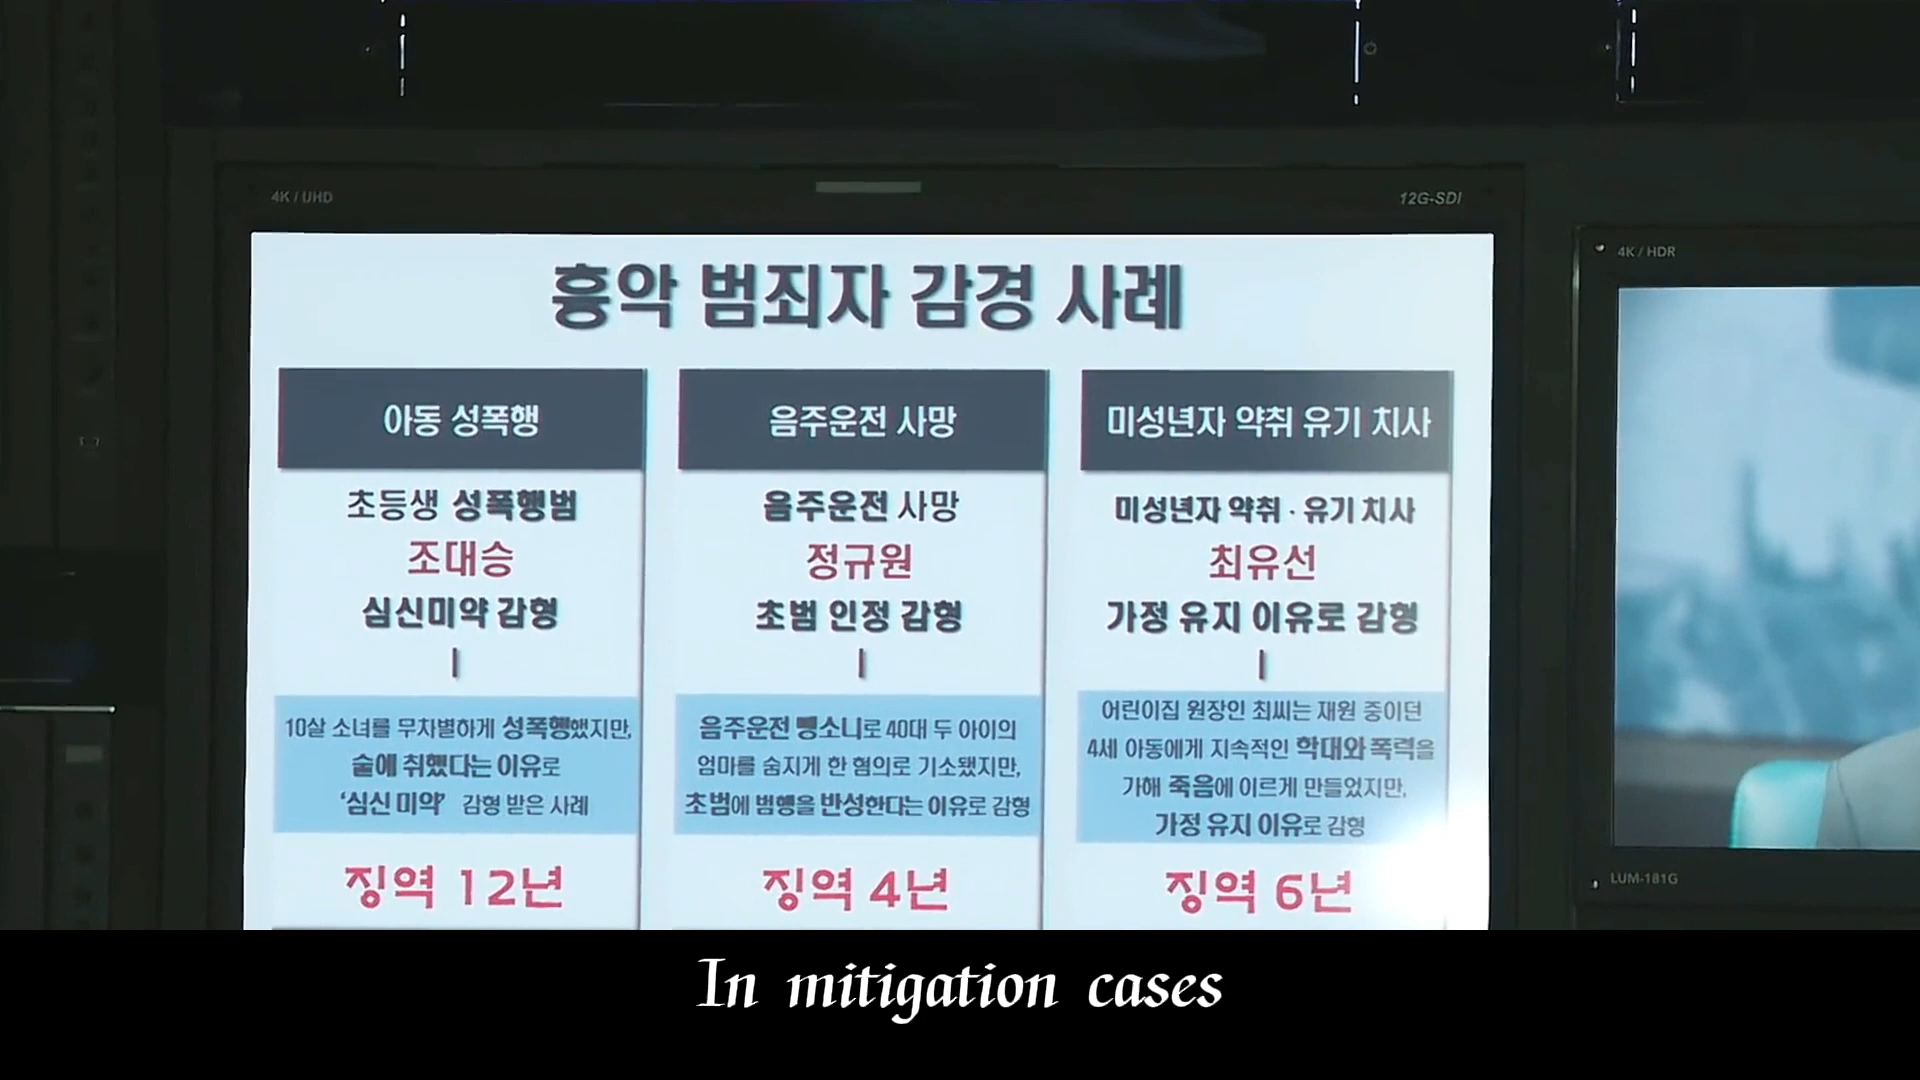 4K / UHD
12G-SDI
4K / HDR
흉악 범죄자 감경 사례
아동 성폭행
초등생 성폭행범
조대승
심신미약 감형
10살 소녀를 무차별하게 성폭행했지만,
술에 취했다는 이유로
‘심신 미약’ 감형 받은 사례
징역 12년
음주운전 사망
음주운전 사망
정규원
초범 인정 감형
음주운전 뺑소니로 40대 두 아이의
엄마를 숨지게 한 혐의로 기소됐지만,
초범에 범행을 반성한다는 이유로 감형
징역 4년
미성년자 약취 유기 치사
미성년자 약취 · 유기 치사
최유선
가정 유지 이유로 감형
어린이집 원장인 최씨는 재원 중이던
4세 아동에게 지속적인 학대와 폭력을
가해 죽음에 이르게 만들었지만,
가정 유지 이유로 감형
징역 6년
LUM-181G
In mitigation cases